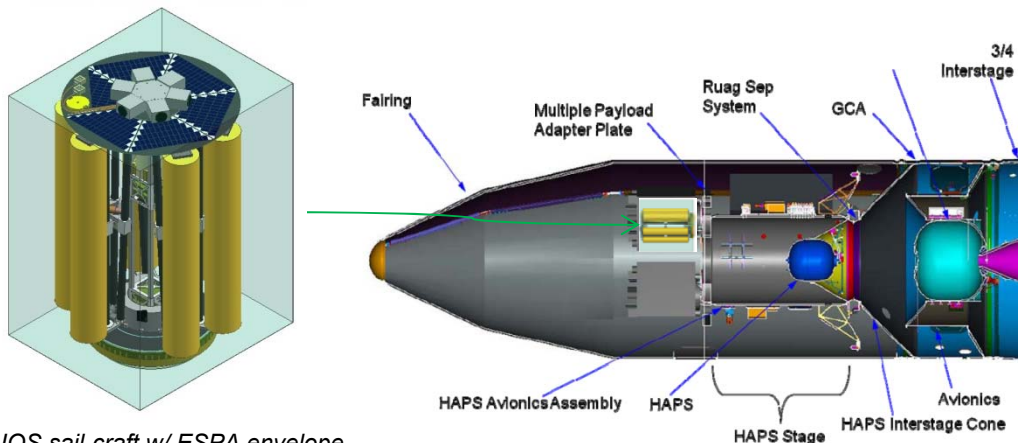 Fairing
Multiple Payload
Adapter Plate
Ruag Sep
System
GCA
3/4
Interstage
HAPS Avionics Assembly
HAPS
HAPS Stage
HAPS Interstage Cone
Avionics
sail-craft w/ ESPA envelope